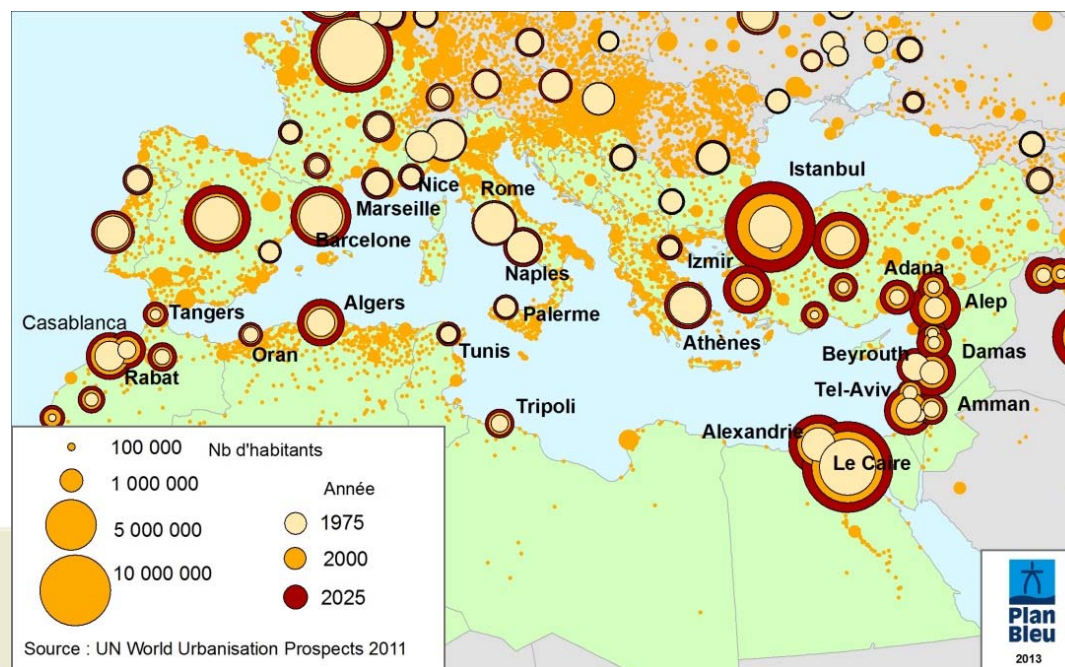 Istanbul
Nice
Rome
Marseille
Barcelone
Naples
Izmir
Adana
Tangers
Algers
Palerme
Alep
Casablanca
Athènes
Oran
Tunis
Beyrouth
Damas
Rabat
Tel-Aviv
Tripoli
Amman
Alexandrie
Le Caire
100 000
Nb d'habitants
1 000 000
5 000 000
10 000 000
Année
1975
2000
2025
Source : UN World Urbanisation Prospects 2011
Plan
Bleu
2013